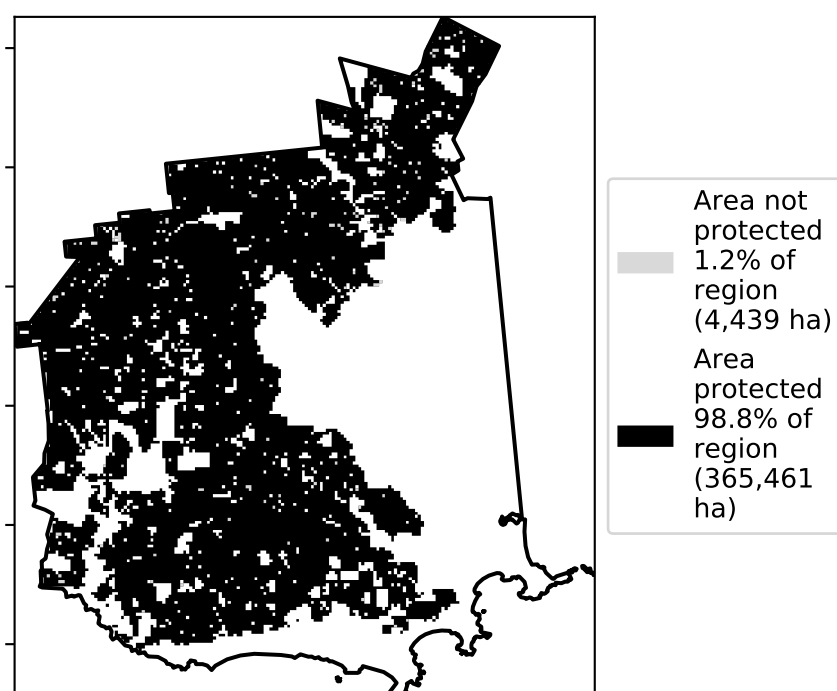 Area not
protected
1.2% of
region
(4,439 ha)
Area
protected
98.8% of
region
(365,461
ha)